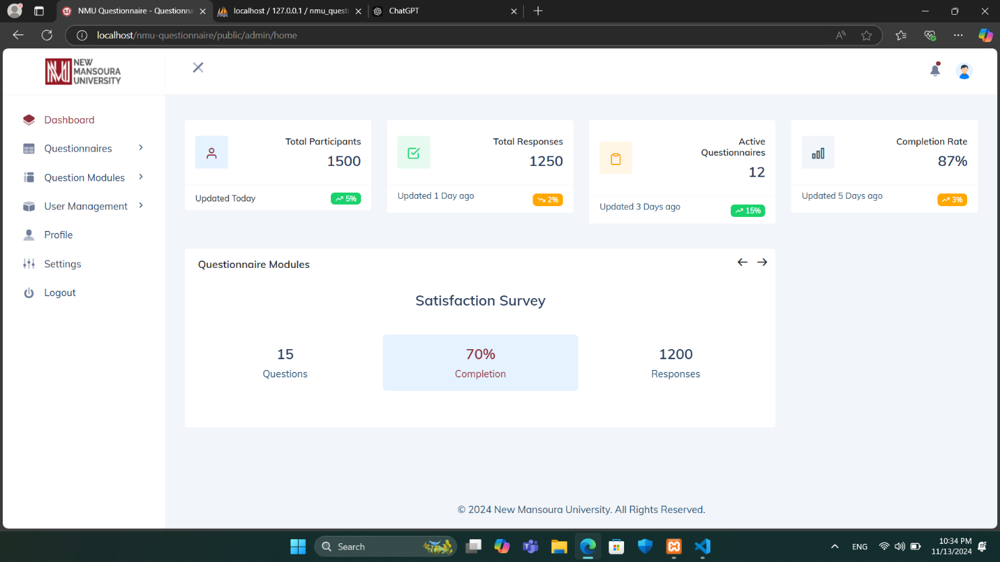 NMU Questionnaire - Questionna
localhost / 127.0.0.1 / nmu_questi
ChatGPT
localhost/nmu-questionnaire/public/admin/home
NEW
MANSOURA
UNIVERSITY
Dashboard
Questionnaires
Question Modules
User Management
Profile
Settings
Logout
Total Participants
1500
Updated Today
5%
Total Responses
1250
Updated 1 Day ago
2%
Active
Questionnaires
12
Updated 3 Days ago
15%
Completion Rate
87%
Updated 5 Days ago
3%
Questionnaire Modules
Satisfaction Survey
15
Questions
70%
Completion
1200
Responses
© 2024 New Mansoura University. All Rights Reserved.
Search
ENG
10:34 PM
11/13/2024